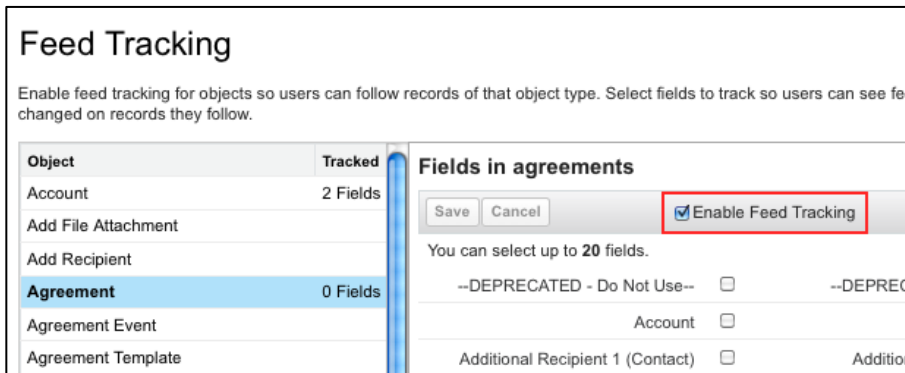 Feed Tracking
Enable feed tracking for objects so users can follow records of that object type. Select fields to track so users can see
changed on records they follow.
Object Tracked
Account 2 Fields
Add File Attachment
Add Recipient
Agreement 0 Fields
Agreement Event
Agreement Template
Fields in agreements
Save Cancel Enable Feed Tracking
You can select up to 20 fields.
--DEPRECATED - Do Not Use--
Account
Additional Recipient 1 (Contact)